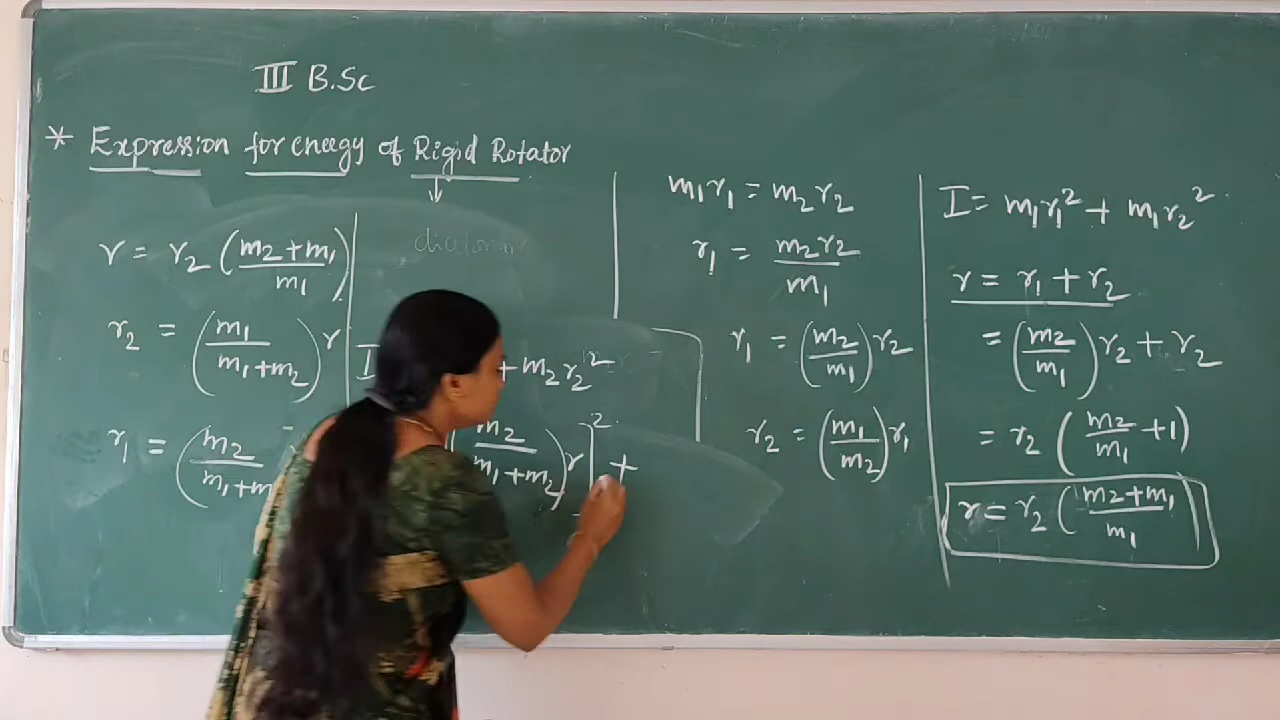 III B.Sc
* Expression for energy of Rigid Rotator
↓
diatomic
r = r₂ (m₂+m₁/m₁)
r₂ = (m₁/m₁+m₂) r
r₁ = (m₂/m₁+m
I + m₂r₂²
m₂/m₁+m₂) r]² +
m₁r₁ = m₂r₂
r₁ = m₂r₂/m₁
r₁ = (m₂/m₁) r₂
r₂ = (m₁/m₂) r₁
I = m₁r₁² + m₁r₂²
r = r₁ + r₂
= (m₂/m₁) r₂ + r₂
= r₂ (m₂/m₁ + 1)
r = r₂ (m₂+m₁/m₁